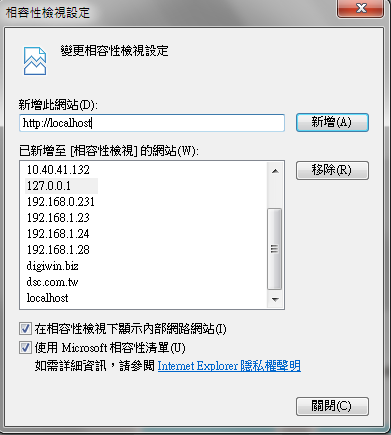 相容性檢視設定
變更相容性檢視設定
新增此網站(D):
http://localhost
新增(A)
已新增至 [相容性檢視] 的網站(W):
10.40.41.132
移除(R)
127.0.0.1
192.168.0.231
192.168.1.23
192.168.1.24
192.168.1.28
digiwin.biz
dsc.com.tw
localhost
在相容性檢視下顯示內部網路網站(I)
使用 Microsoft 相容性清單(U)
如需詳細資訊，請參閱 Internet Explorer 隱私權聲明
關閉(C)